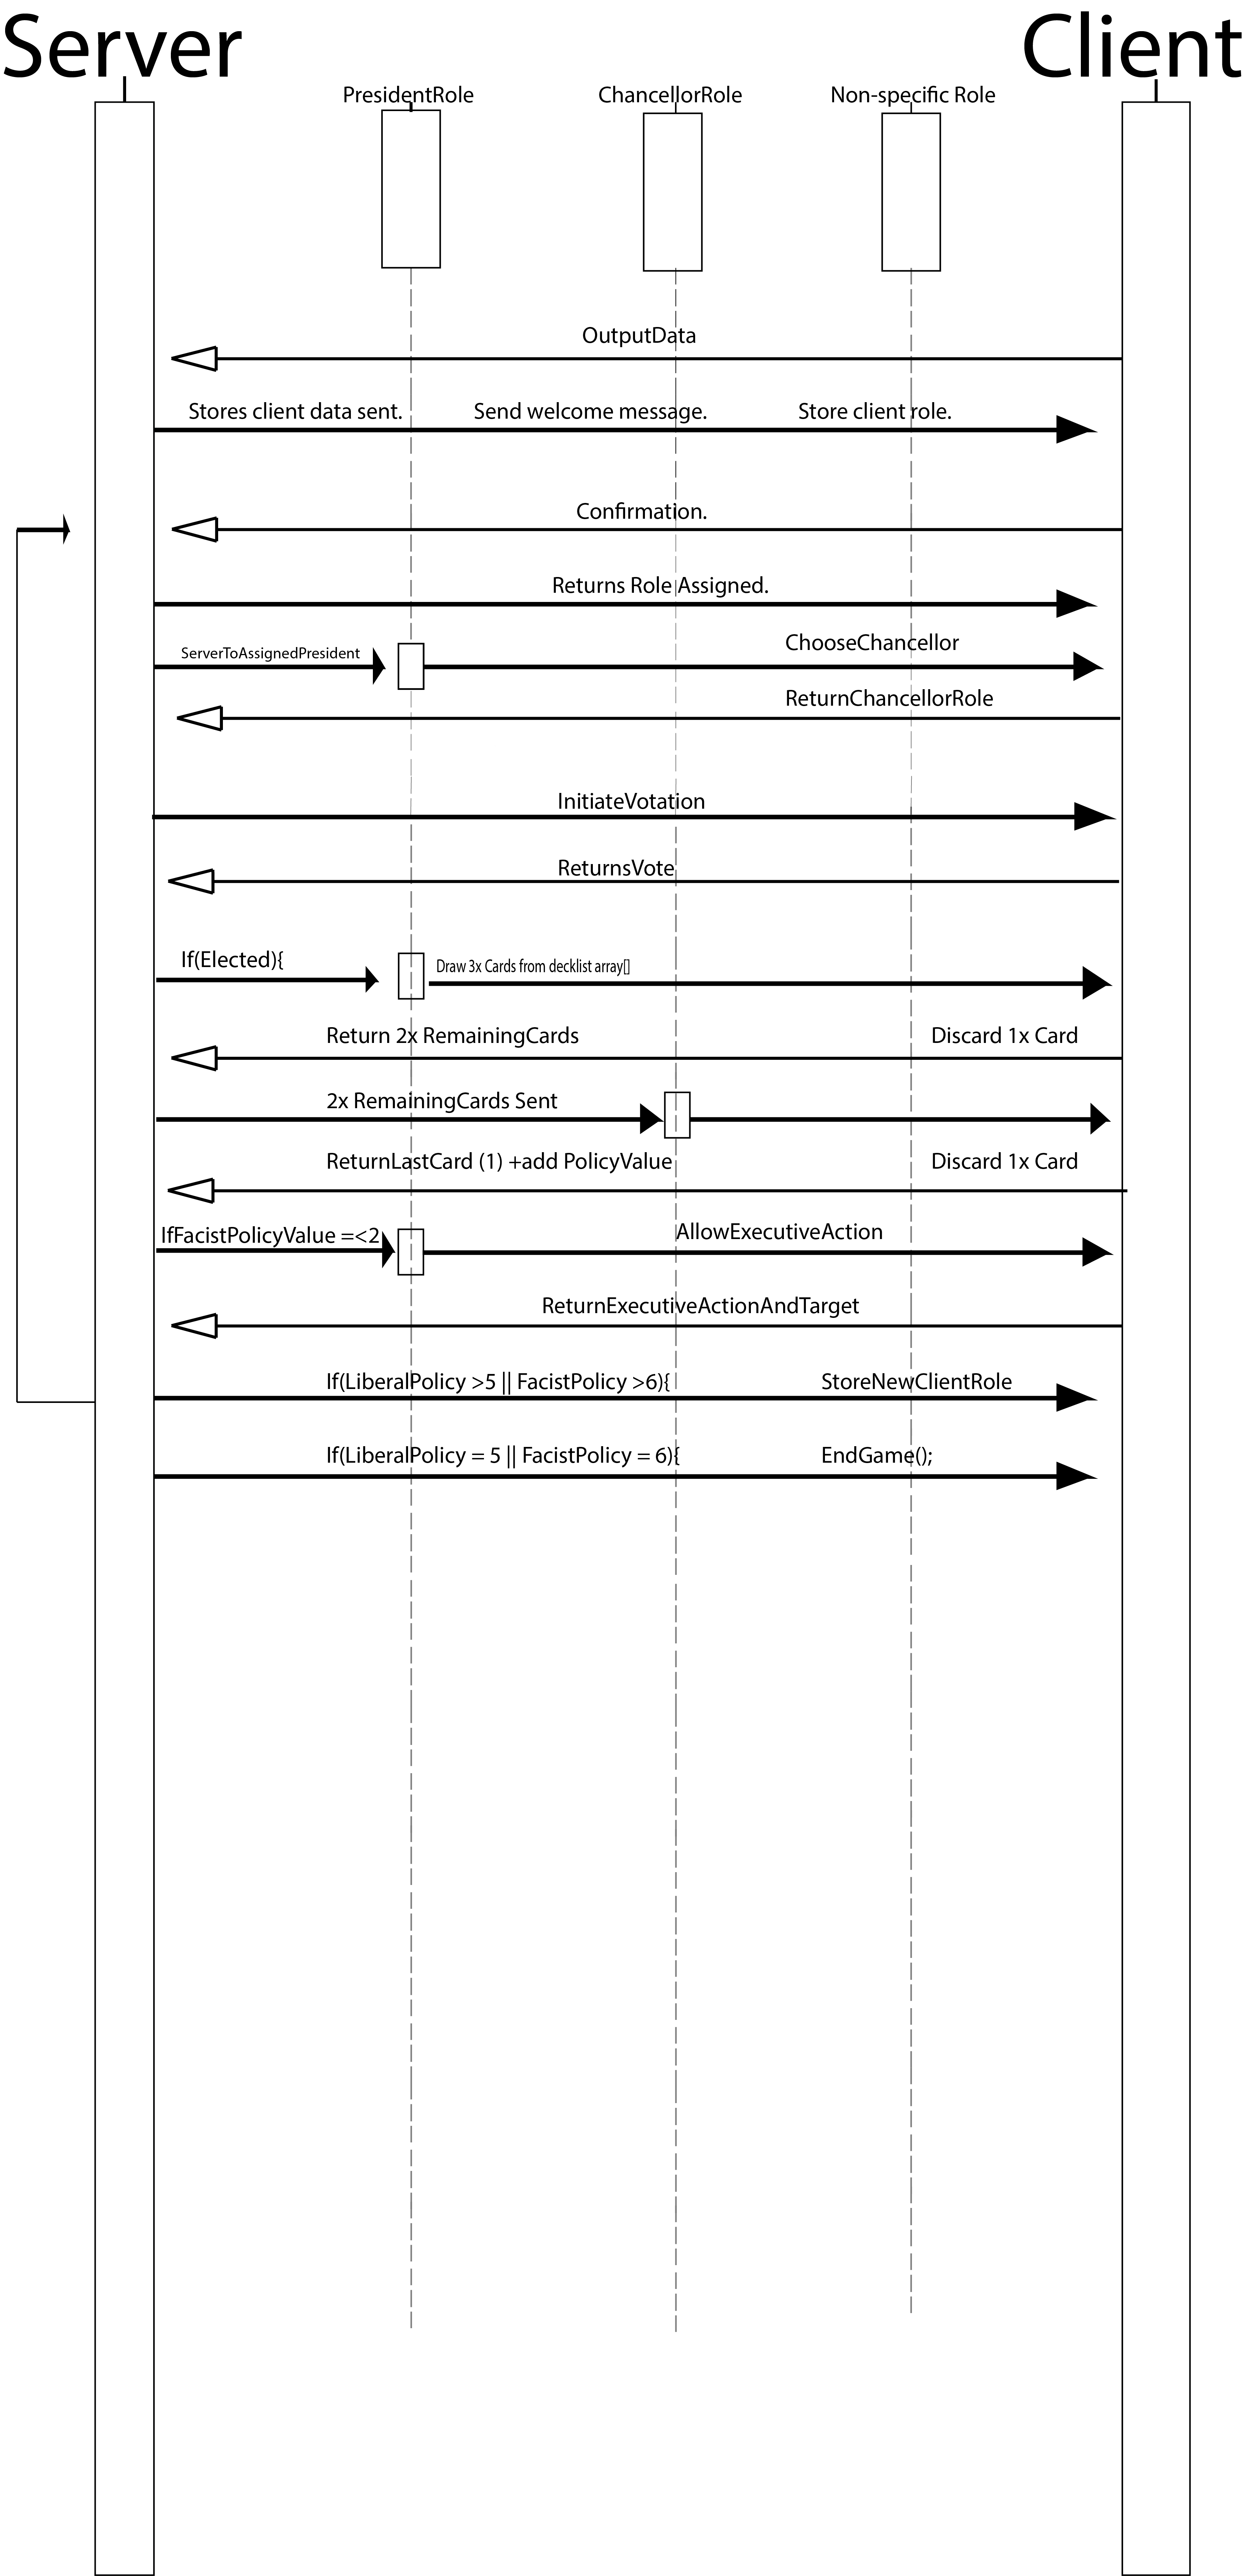 Server
Client
PresidentRole
ChancellorRole
Non-specific Role
OutputData
Stores client data sent.
Send welcome message.
Store client role.
Confirmation.
Returns Role Assigned.
ServerToAssignedPresident
ChooseChancellor
ReturnChancellorRole
InitiateVotation
ReturnsVote
If(Elected){
Draw 3x Cards from decklist array[]
Return 2x RemainingCards
Discard 1x Card
2x RemainingCards Sent
ReturnLastCard (1) +add PolicyValue
Discard 1x Card
IfFacistPolicyValue =<2
AllowExecutiveAction
ReturnExecutiveActionAndTarget
If(LiberalPolicy >5 || FacistPolicy >6){
StoreNewClientRole
If(LiberalPolicy = 5 || FacistPolicy = 6){
EndGame();